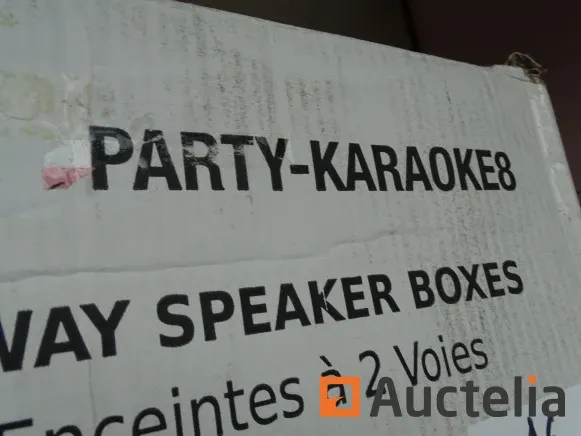 PARTY-KARAOKE8
WAY SPEAKER BOXES
Enceintes à 2 Voies
Auctelia